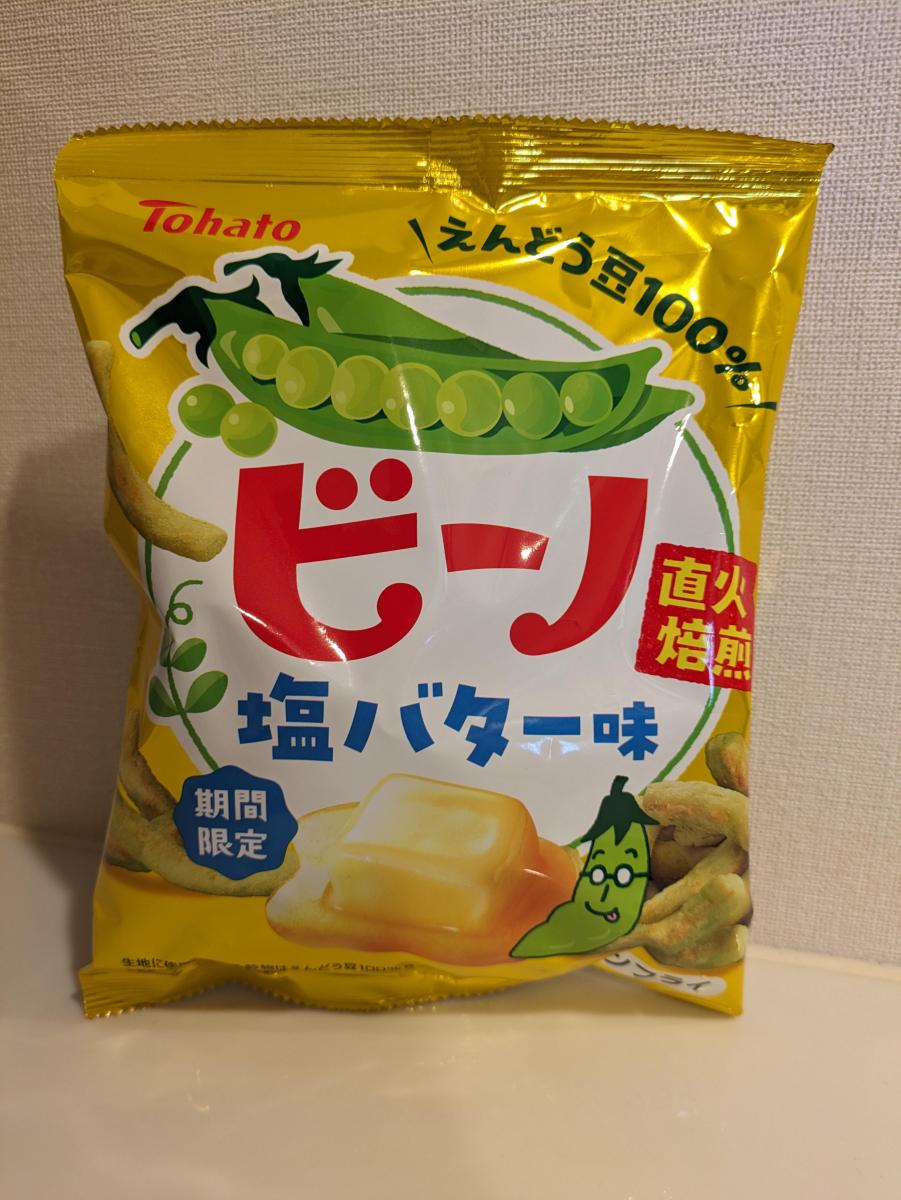 Tohato
えんどう豆100%
ビーノ
直火
焙煎
塩バター味
期間
限定
ンフライ